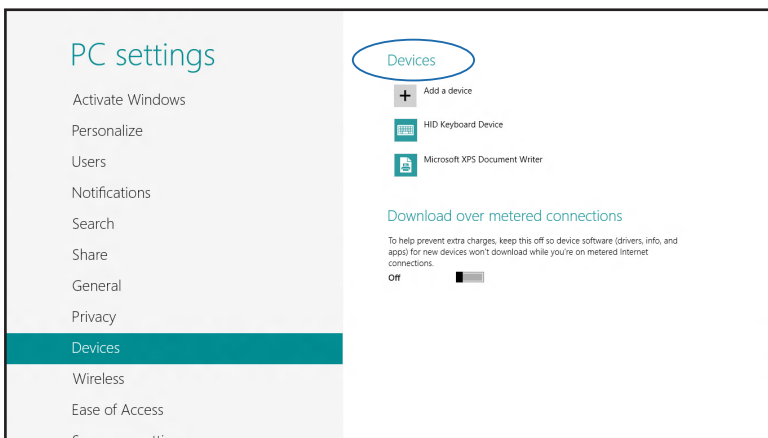 PC settings
Activate Windows
Personalize
Users
Notifications
Search
Share
General
Privacy
Devices
Wireless
Ease of Access
Devices
Add a device
HID Keyboard Device
Microsoft XPS Document Writer
Download over metered connections
To help prevent extra charges, keep this off so device software (drivers, info, and
apps) for new devices won't download while you're on metered Internet
connections.
Off